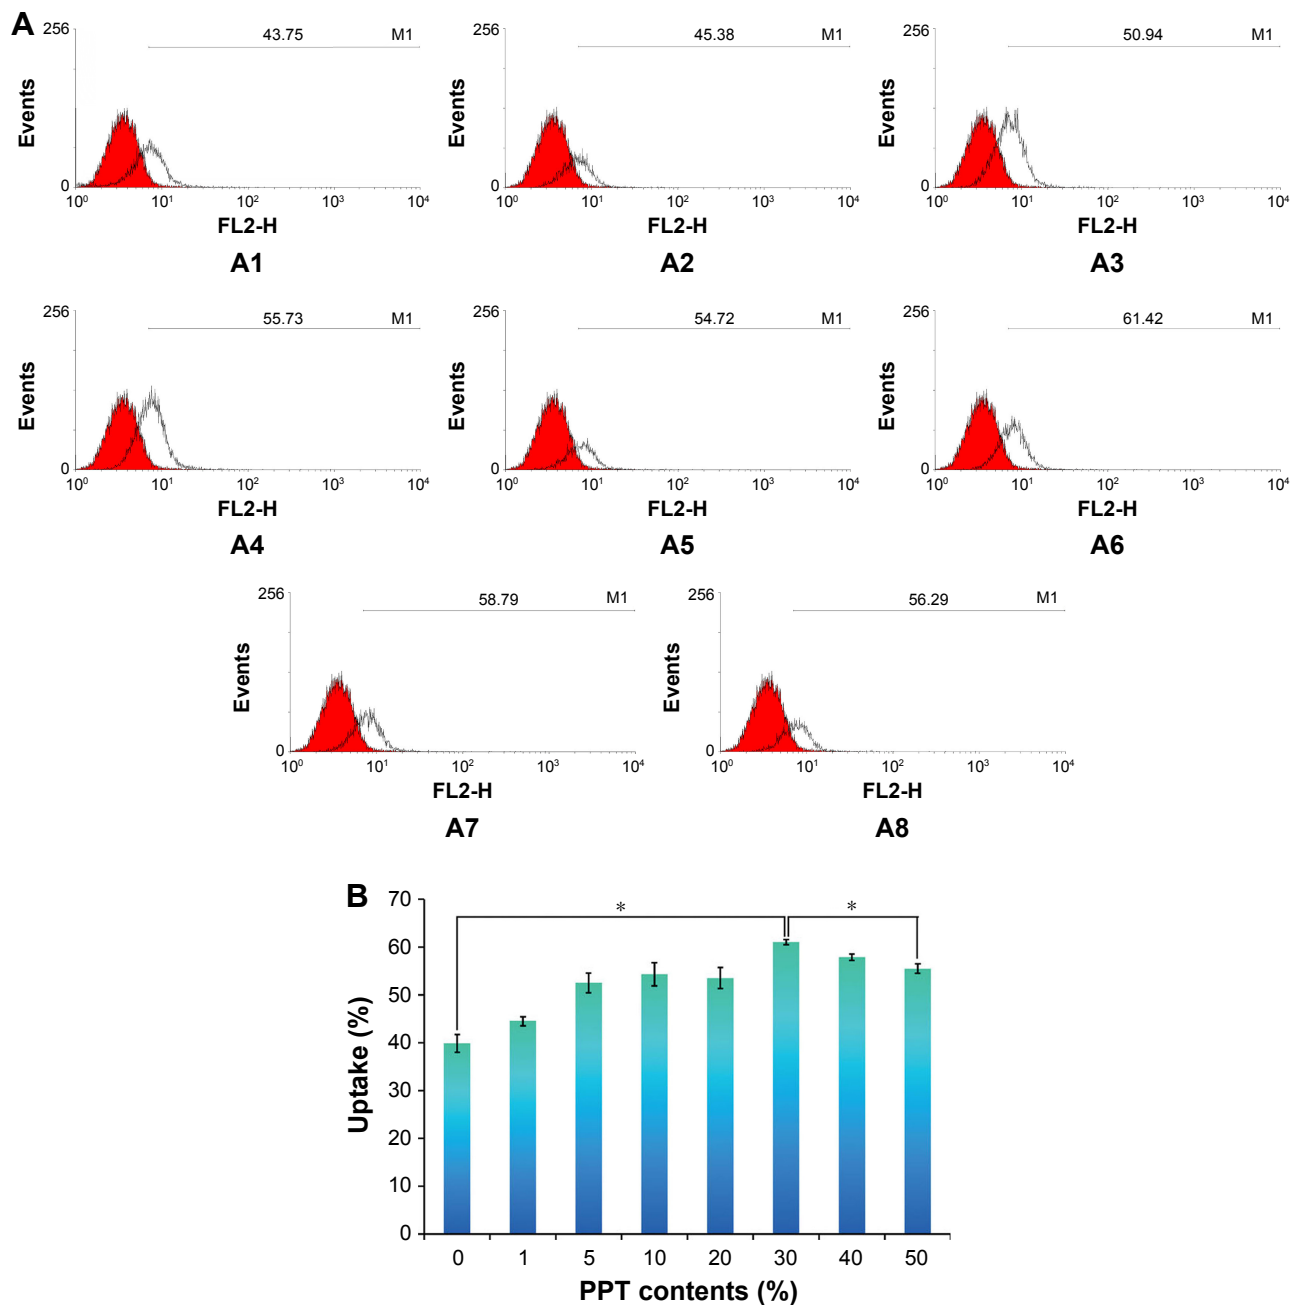 A
256
43.75 M1
Events
0
10⁰ 10¹ 10² 10³ 10⁴
FL2-H
A1
256
45.38 M1
Events
0
10⁰ 10¹ 10² 10³ 10⁴
FL2-H
A2
256
50.94 M1
Events
0
10⁰ 10¹ 10² 10³ 10⁴
FL2-H
A3
256
55.73 M1
Events
0
10⁰ 10¹ 10² 10³ 10⁴
FL2-H
A4
256
54.72 M1
Events
0
10⁰ 10¹ 10² 10³ 10⁴
FL2-H
A5
256
61.42 M1
Events
0
10⁰ 10¹ 10² 10³ 10⁴
FL2-H
A6
256
58.79 M1
Events
0
10⁰ 10¹ 10² 10³ 10⁴
FL2-H
A7
256
56.29 M1
Events
0
10⁰ 10¹ 10² 10³ 10⁴
FL2-H
A8
B
* *
Uptake (%)
70
60
50
40
30
20
10
0
0 1 5 10 20 30 40 50
PPT contents (%)